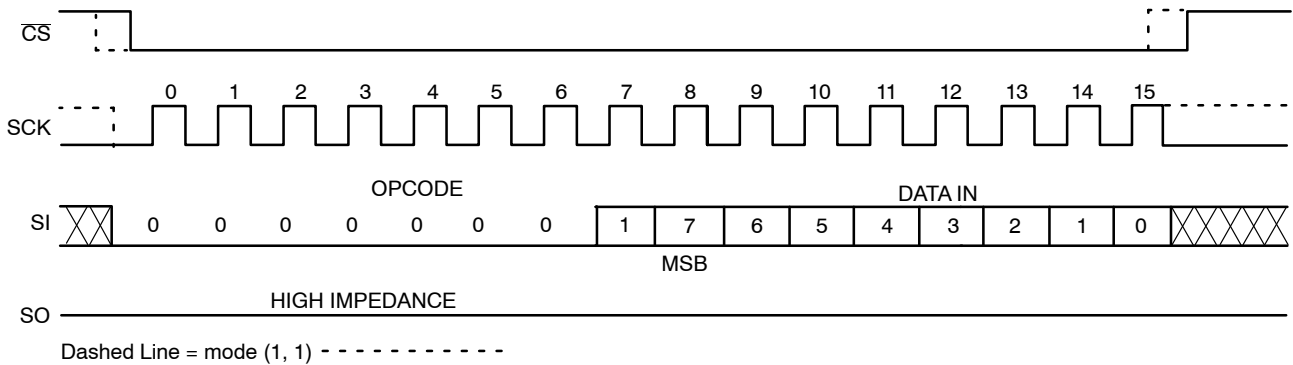 CS
0 1 2 3 4 5 6 7 8 9 10 11 12 13 14 15
SCK
OPCODE DATA IN
SI 0 0 0 0 0 0 0 1 7 6 5 4 3 2 1 0
MSB
HIGH IMPEDANCE
SO
Dashed Line = mode (1, 1)